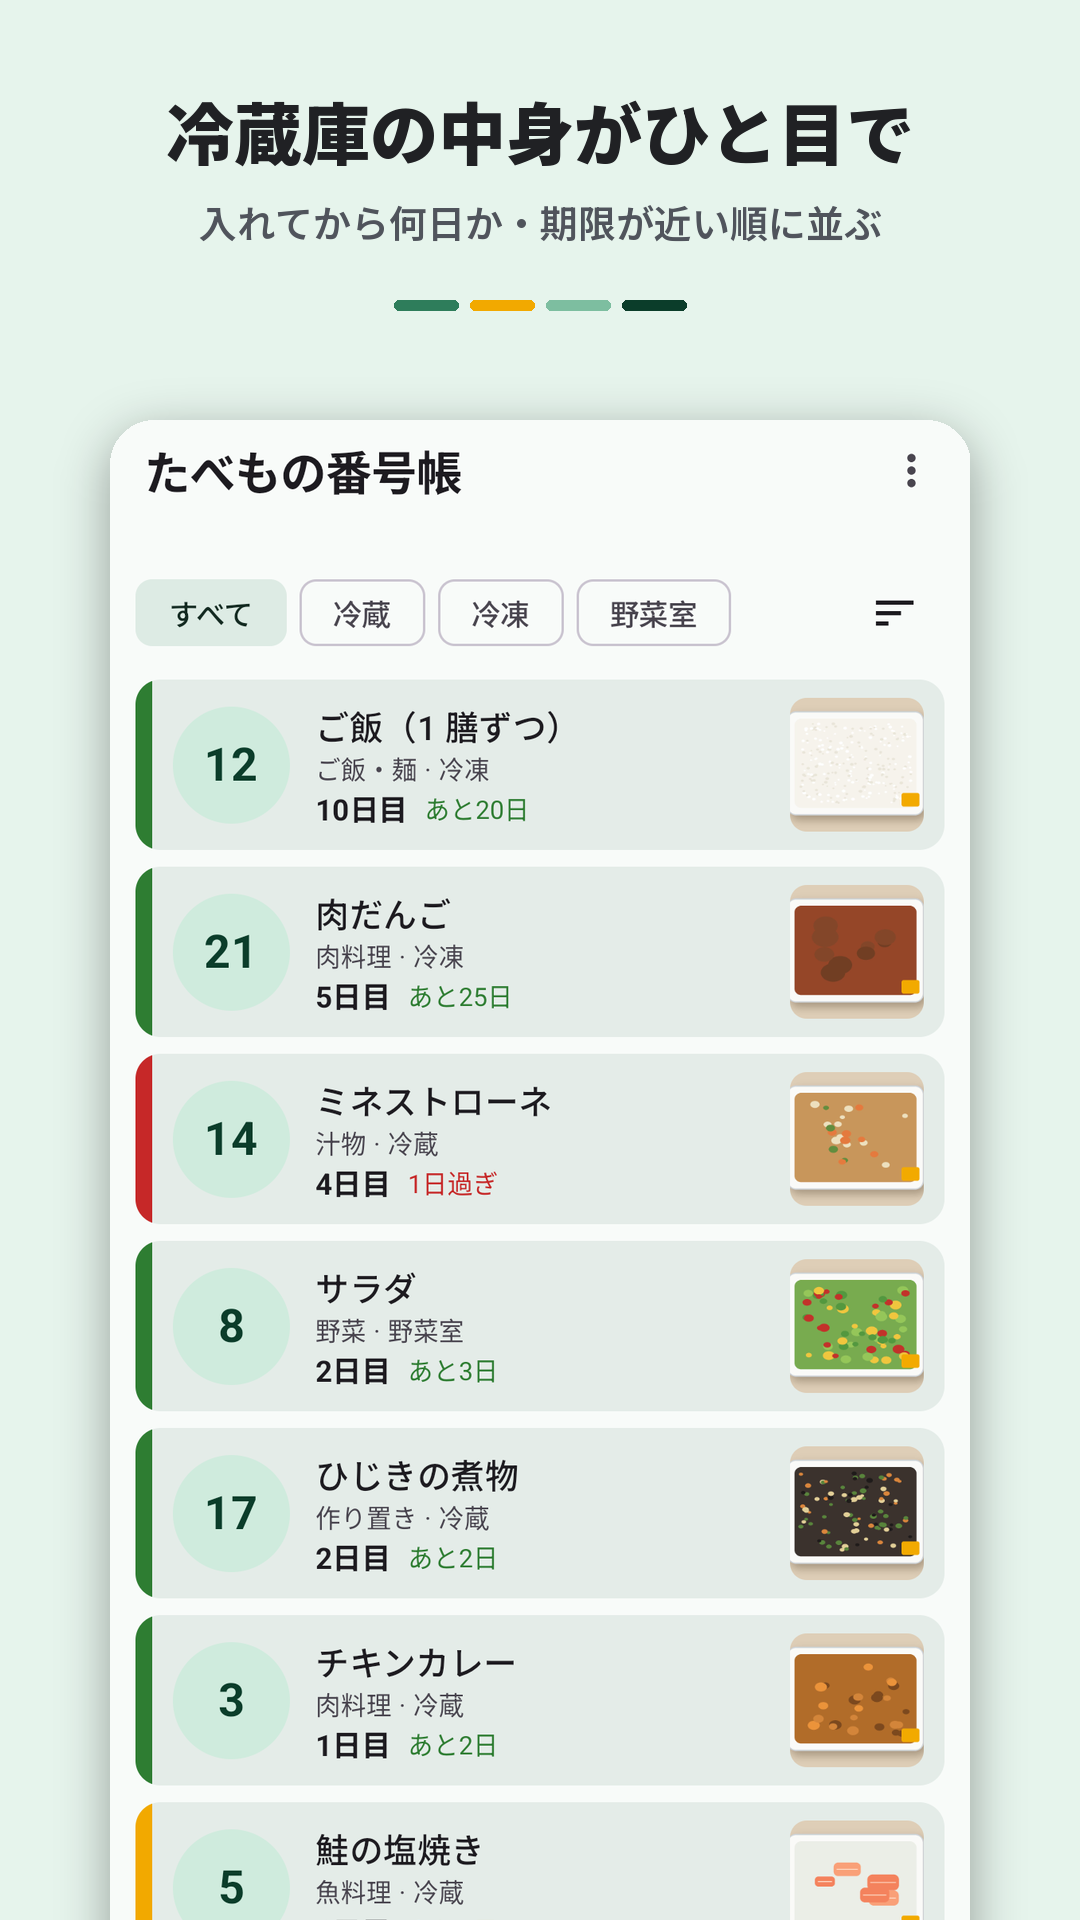 冷蔵庫の中身がひと目で
入れてから何日か・期限が近い順に並ぶ
たべもの番号帳
すべて 冷蔵 冷凍 野菜室
12
ご飯（1 膳ずつ）
ご飯・麺 · 冷凍
10日目 あと20日
21
肉だんご
肉料理 · 冷凍
5日目 あと25日
14
ミネストローネ
汁物 · 冷蔵
4日目 1日過ぎ
8
サラダ
野菜 · 野菜室
2日目 あと3日
17
ひじきの煮物
作り置き · 冷蔵
2日目 あと2日
3
チキンカレー
肉料理 · 冷蔵
1日目 あと2日
5
鮭の塩焼き
魚料理 · 冷蔵